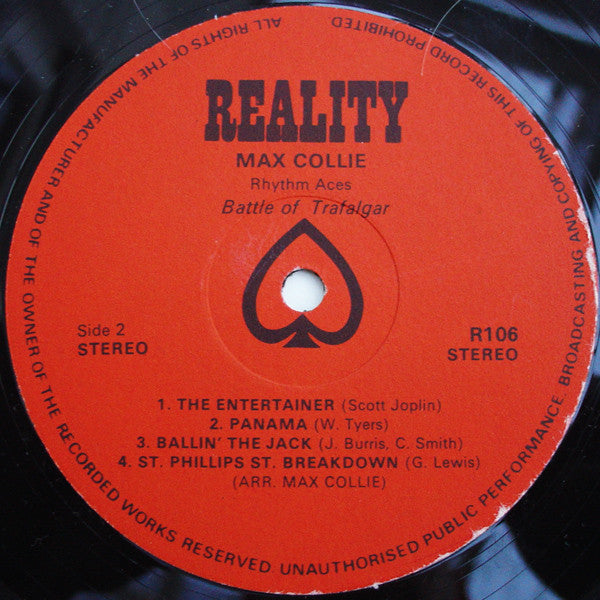 REALITY
MAX COLLIE
Rhythm Aces
Battle of Trafalgar
Side 2
STEREO
R106
STEREO
1. THE ENTERTAINER (Scott Joplin)
2. PANAMA (W. Tyers)
3. BALLIN' THE JACK (J. Burris, C. Smith)
4. ST. PHILLIPS ST. BREAKDOWN (G. Lewis)
(ARR. MAX COLLIE)
ALL RIGHTS OF THE MANUFACTURER AND OF THE OWNER OF THE RECORDED WORKS RESERVED. UNAUTHORISED PUBLIC PERFORMANCE BROADCASTING AND COPYING OF THIS RECORD PROHIBITED